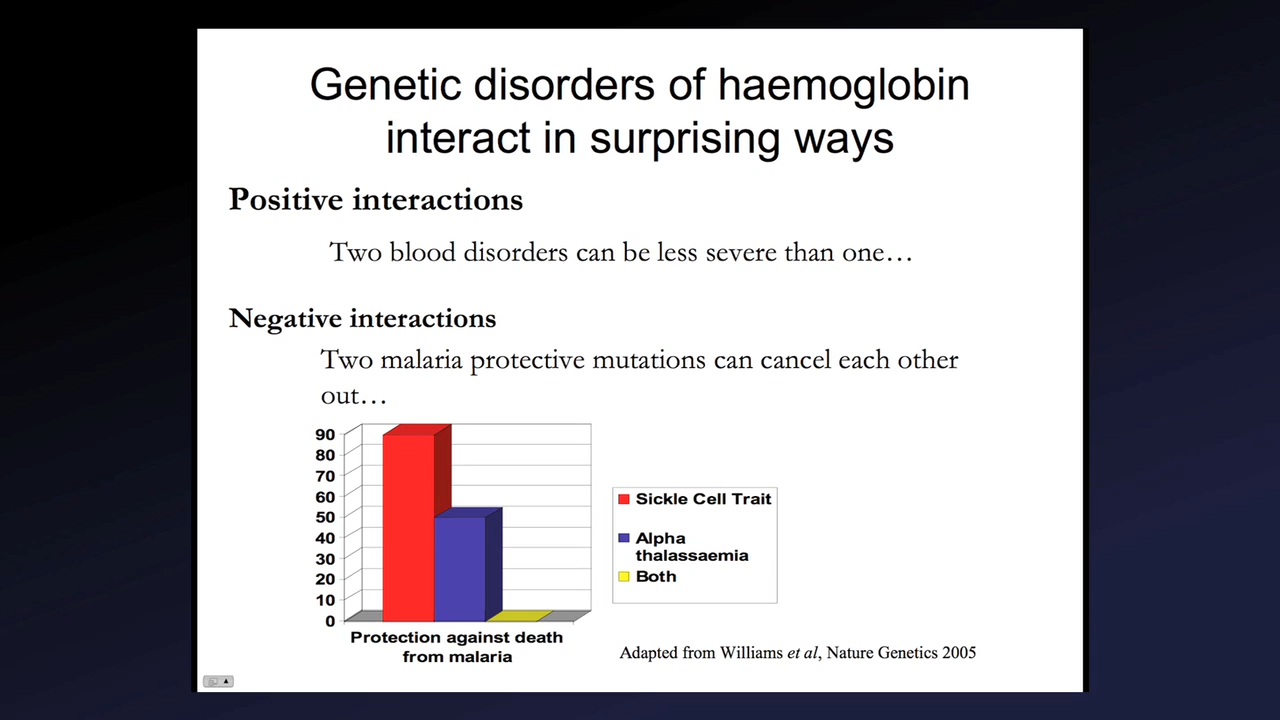 Genetic disorders of haemoglobin
interact in surprising ways
Positive interactions
Two blood disorders can be less severe than one…
Negative interactions
Two malaria protective mutations can cancel each other
out…
90
80
70
60
50
40
30
20
10
0
Protection against death
from malaria
Sickle Cell Trait
Alpha
thalassaemia
Both
Adapted from Williams et al, Nature Genetics 2005